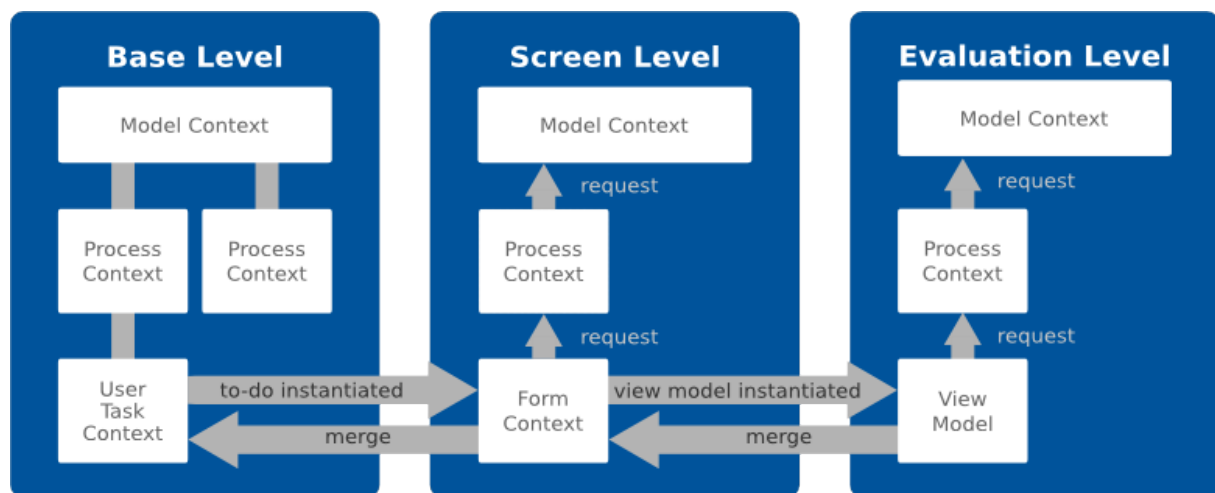 Base Level
Model Context
Process
Context
Process
Context
User
Task
Context
to-do instantiated
merge
Screen Level
Model Context
request
Process
Context
request
Form
Context
view model instantiated
merge
Evaluation Level
Model Context
request
Process
Context
request
View
Model